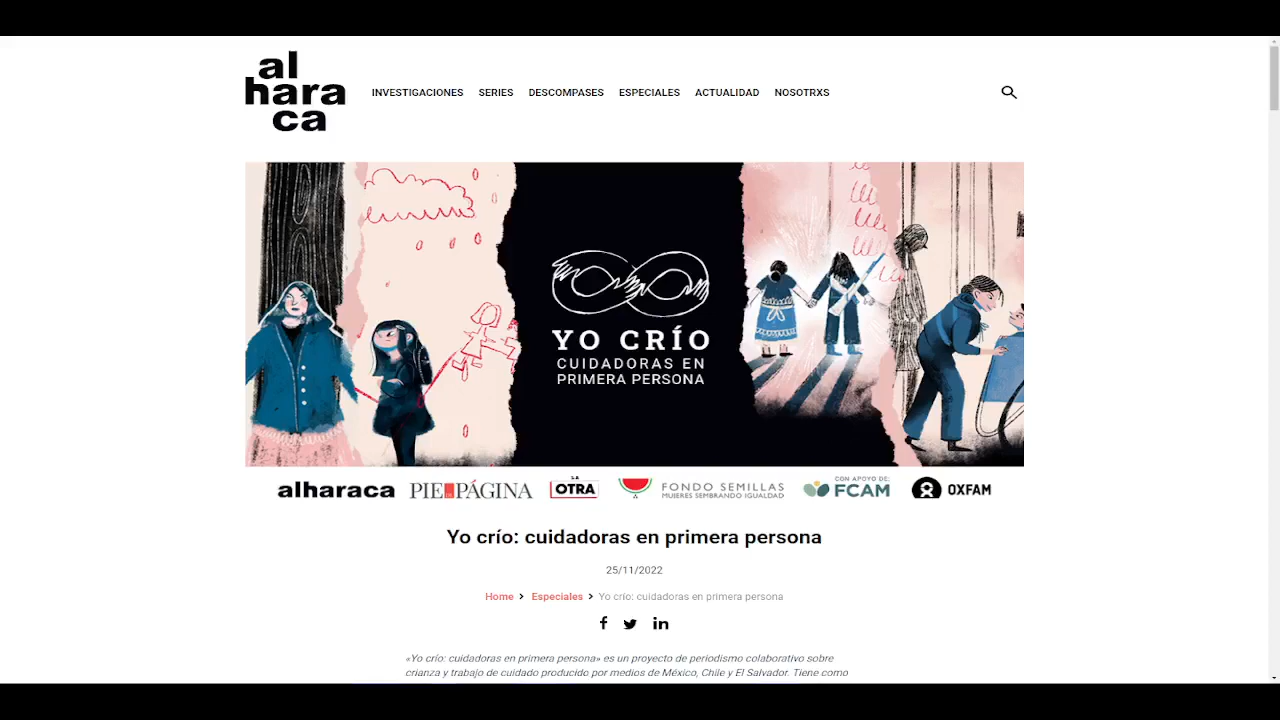 al
hara
ca
INVESTIGACIONES SERIES DESCOMPASES ESPECIALES ACTUALIDAD NOSOTRXS
YO CRÍO
CUIDADORAS EN
PRIMERA PERSONA
alharaca PIE DE PÁGINA LA OTRA FONDO SEMILLAS MUJERES SEMBRANDO IGUALDAD CON APOYO DE: FCAM OXFAM
Yo crío: cuidadoras en primera persona
25/11/2022
Home Especiales Yo crío: cuidadoras en primera persona
«Yo crío: cuidadoras en primera persona» es un proyecto de periodismo colaborativo sobre
crianza y trabajo de cuidado producido por medios de México, Chile y El Salvador. Tiene como